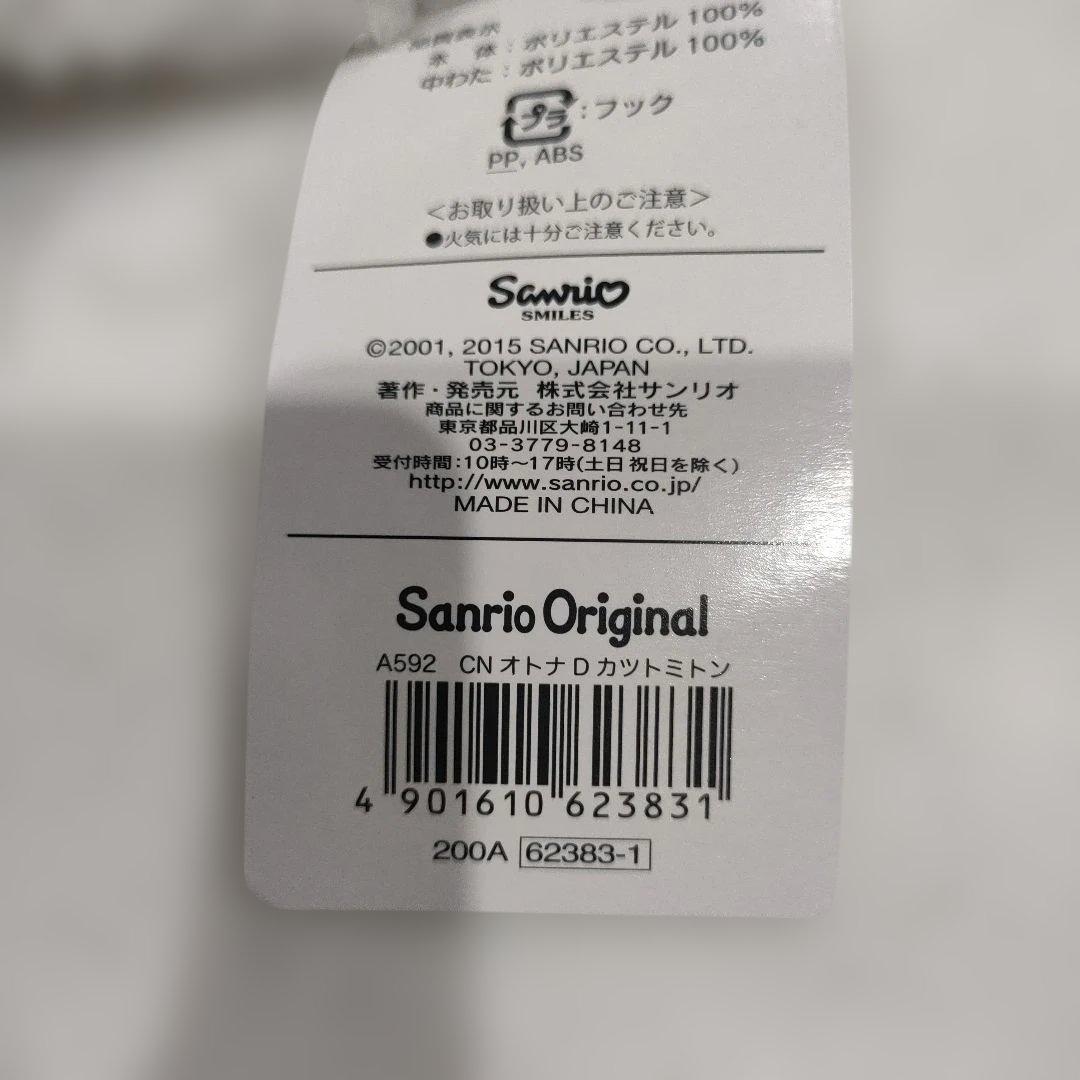 品質表示
本 体：ポリエステル 100%
中わた：ポリエステル 100%
プラ：フック
PP, ABS
＜お取り扱い上のご注意＞
●火気には十分ご注意ください。
Sanrio
SMILES
©2001, 2015 SANRIO CO., LTD.
TOKYO, JAPAN
著作・発売元 株式会社サンリオ
商品に関するお問い合わせ先
東京都品川区大崎1-11-1
03-3779-8148
受付時間：10時〜17時(土日祝日を除く)
http://www.sanrio.co.jp/
MADE IN CHINA
Sanrio Original
A592 CN オトナ D カツトミトン
4 901610 623831
200A 62383-1